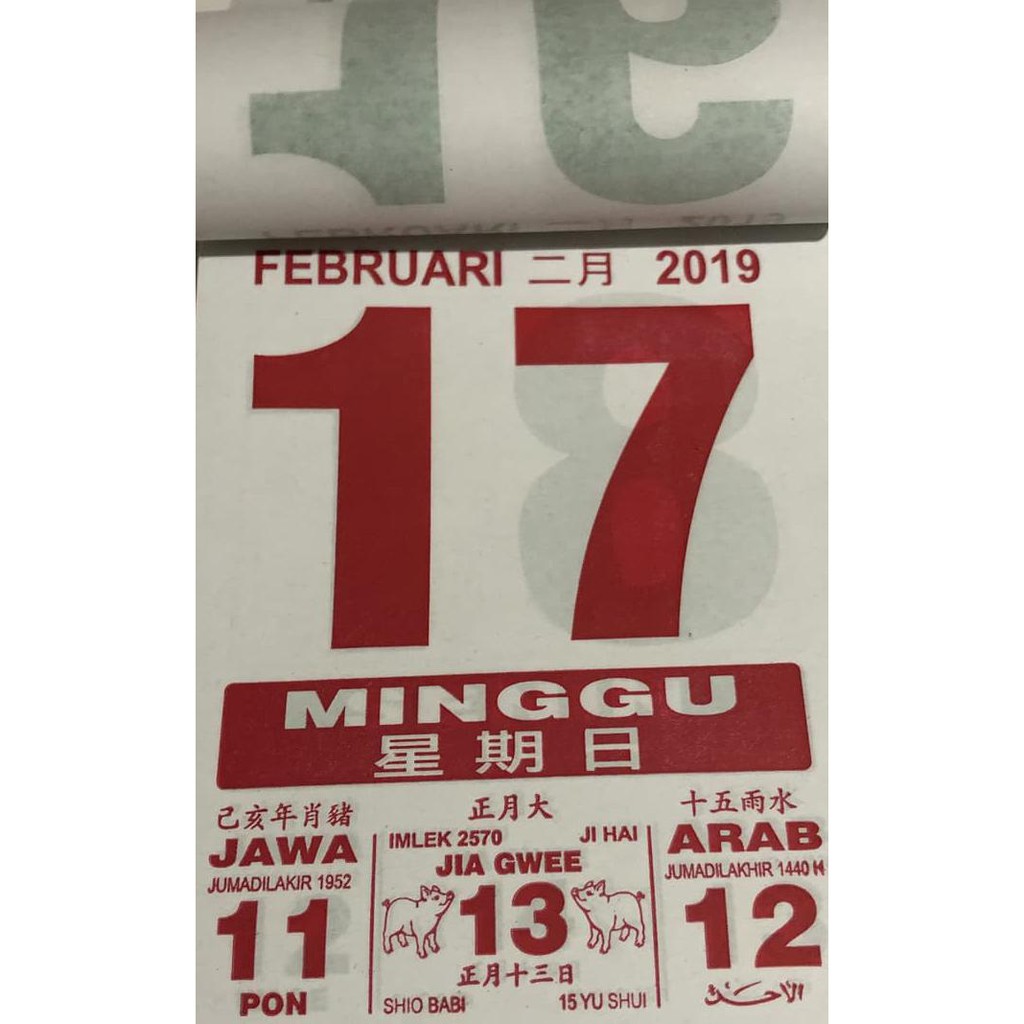 FEBRUARI 二月 2019
17
MINGGU
星期日
己亥年肖豬
JAWA
JUMADILAKIR 1952
11
PON
正月大
IMLEK 2570 JI HAI
JIA GWEE
13
正月十三日
SHIO BABI 15 YU SHUI
十五雨水
ARAB
JUMADILAKHIR 1440 H
12
الأحد